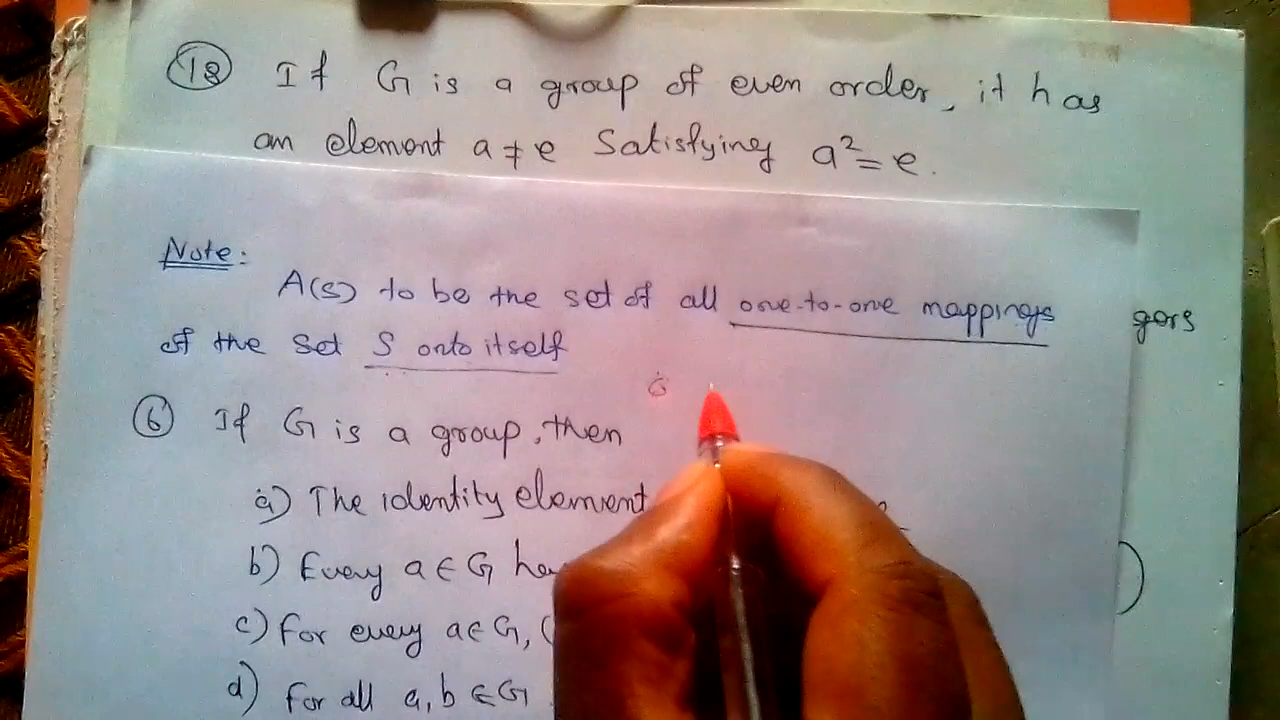 18 If G is a group of even order, it has
an element a ≠ e Satisfying a² = e.
Note:
A(s) to be the set of all one-to-one mappings
of the set S onto itself
gers
6 If G is a group, then
a) The identity element
b) Every a ∈ G
c) For every a ∈ G, (
d) for all a, b ∈ G